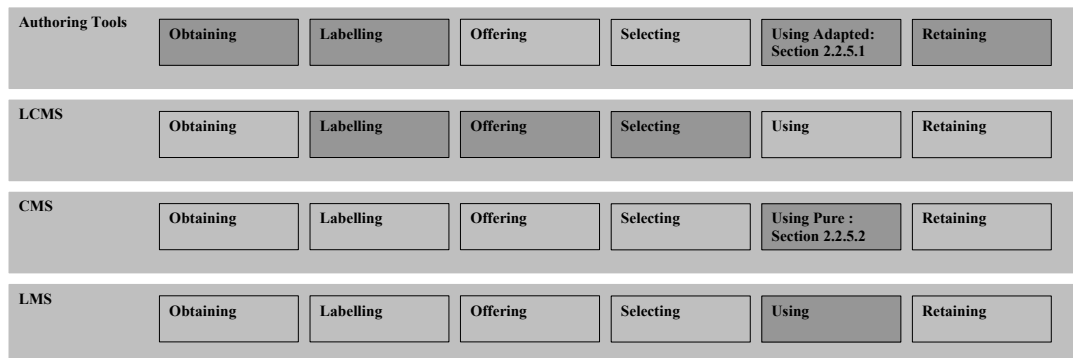 Authoring Tools
Obtaining
Labelling
Offering
Selecting
Using Adapted:
Section 2.2.5.1
Retaining
LCMS
Obtaining
Labelling
Offering
Selecting
Using
Retaining
CMS
Obtaining
Labelling
Offering
Selecting
Using Pure :
Section 2.2.5.2
Retaining
LMS
Obtaining
Labelling
Offering
Selecting
Using
Retaining